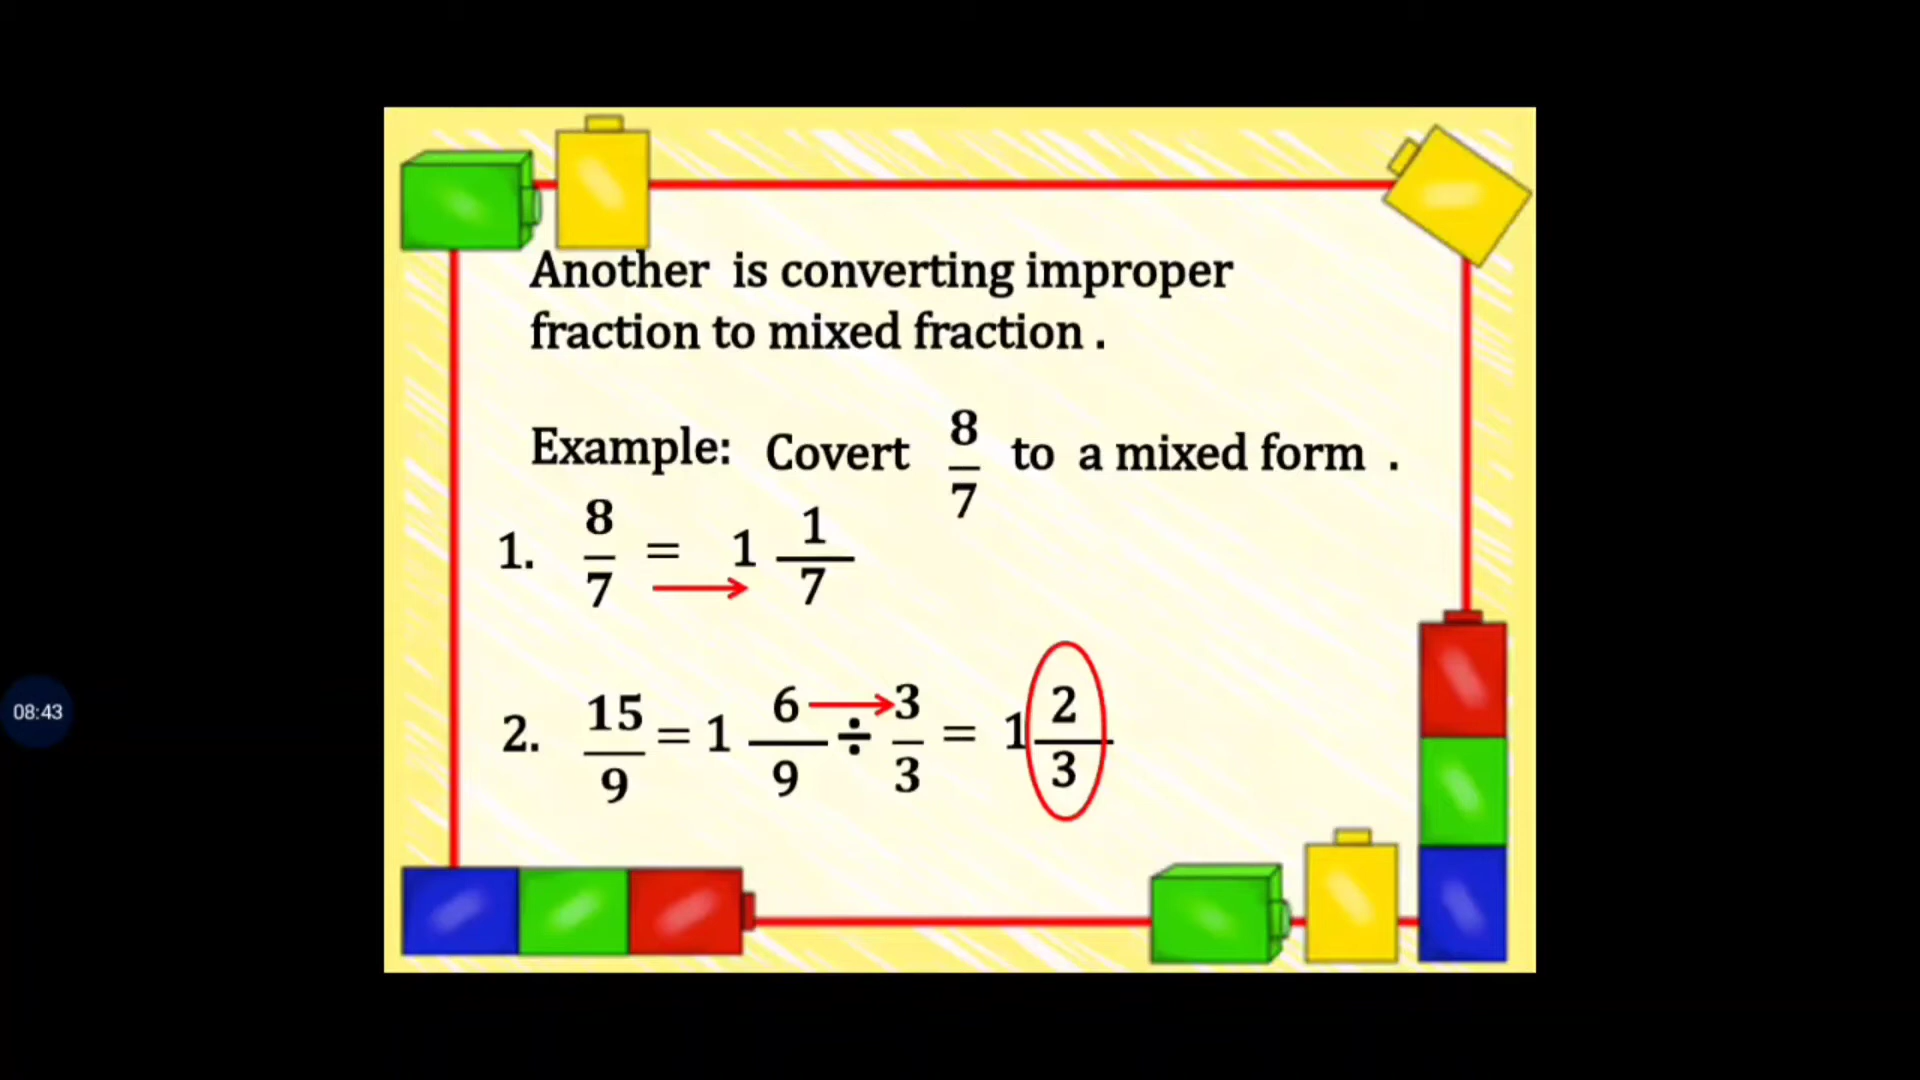 Another is converting improper
fraction to mixed fraction .
Example: Covert 8/7 to a mixed form .
1. 8/7 = 1 1/7
2. 15/9 = 1 6/9 ÷ 3/3 = 1 2/3
08:43